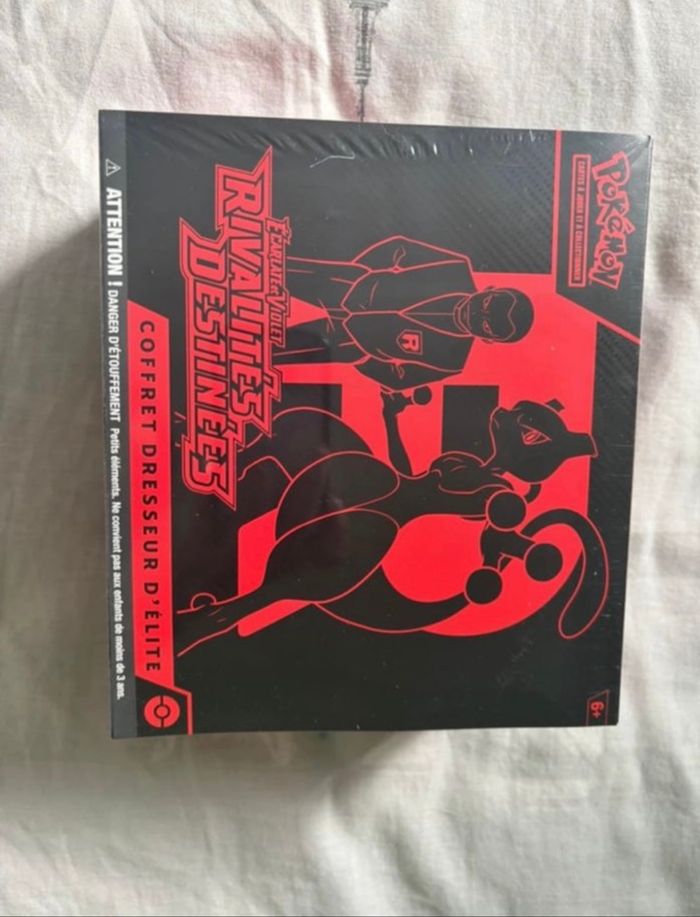 POKÉMON
CARTES À JOUER ET À COLLECTIONNER
R
ÉCARLATE ET VIOLET
RIVALITÉS
DESTINÉES
COFFRET DRESSEUR D'ÉLITE
6+
⚠ ATTENTION ! DANGER D'ÉTOUFFEMENT Petits éléments. Ne convient pas aux enfants de moins de 3 ans.